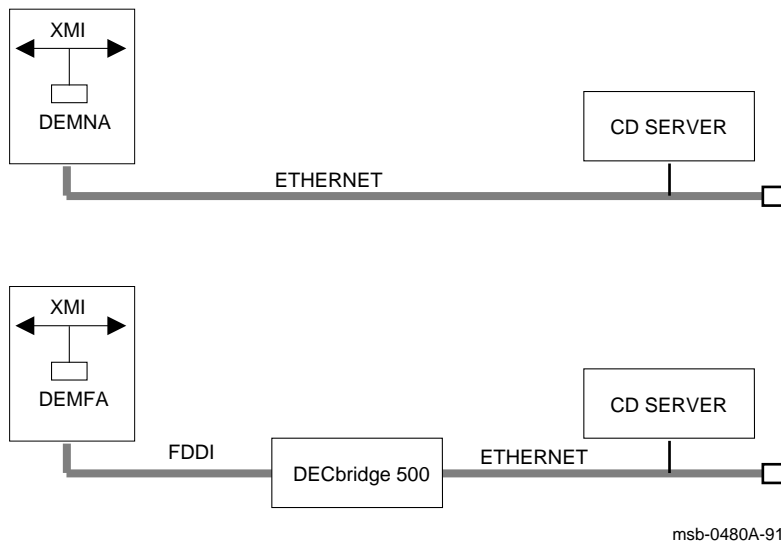 XMI
DEMNA
CD SERVER
ETHERNET
XMI
DEMFA
CD SERVER
FDDI
DECbridge 500
ETHERNET
msb-0480A-91